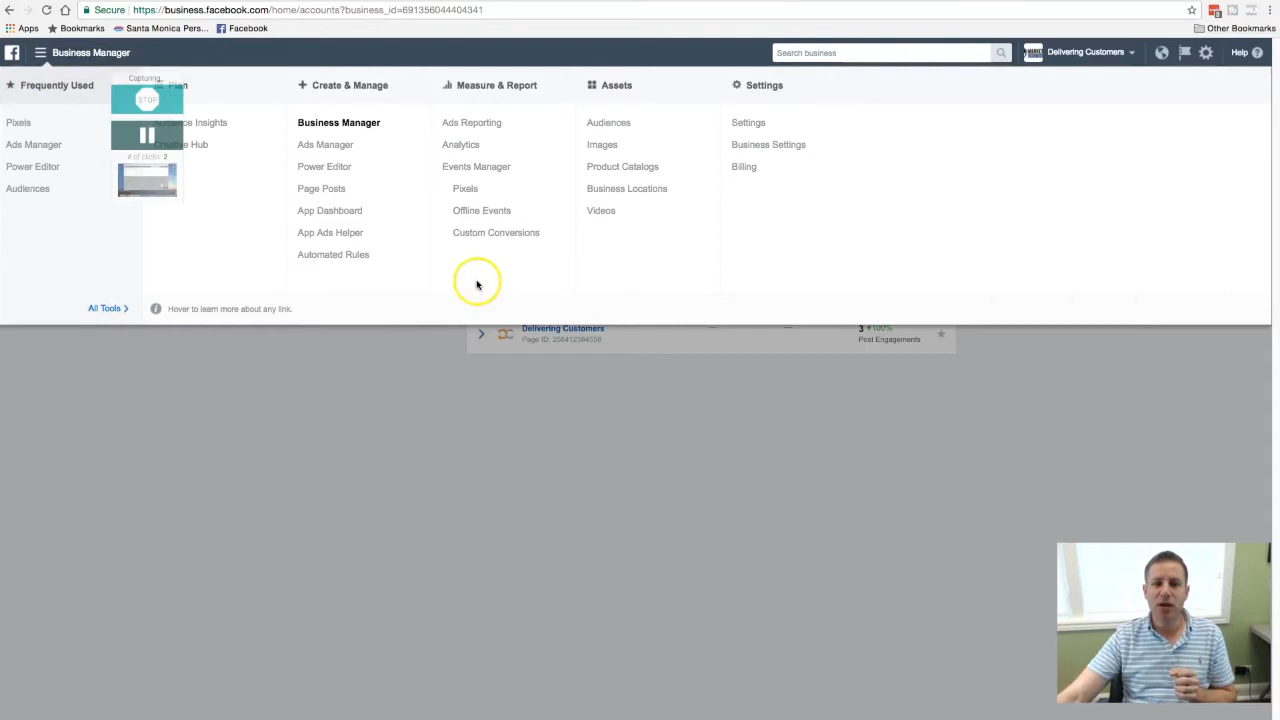 Secure https://business.facebook.com/home/accounts?business_id=691356044404341
Apps Bookmarks Santa Monica Pers... Facebook Other Bookmarks
Business Manager Search business Delivering Customers Help
Frequently Used
Pixels
Ads Manager
Power Editor
Audiences
All Tools
Capturing...
STOP
# of clicks: 2
Plan
Audience Insights
Creative Hub
Create & Manage
Business Manager
Ads Manager
Power Editor
Page Posts
App Dashboard
App Ads Helper
Automated Rules
Measure & Report
Ads Reporting
Analytics
Events Manager
Pixels
Offline Events
Custom Conversions
Assets
Audiences
Images
Product Catalogs
Business Locations
Videos
Settings
Settings
Business Settings
Billing
Hover to learn more about any link.
Delivering Customers
Page ID: 256412384558
3 +100%
Post Engagements